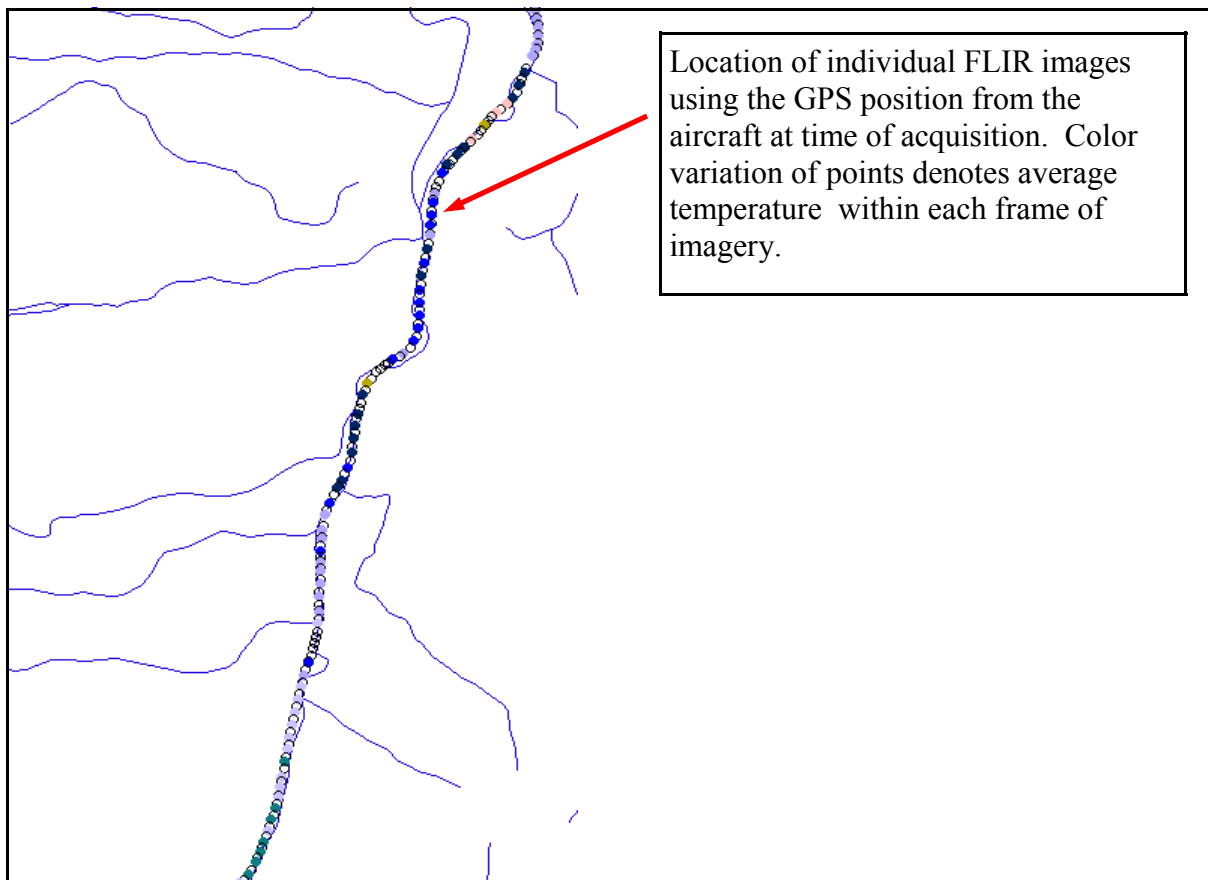 Location of individual FLIR images
using the GPS position from the
aircraft at time of acquisition.  Color
variation of points denotes average
temperature  within each frame of
imagery.